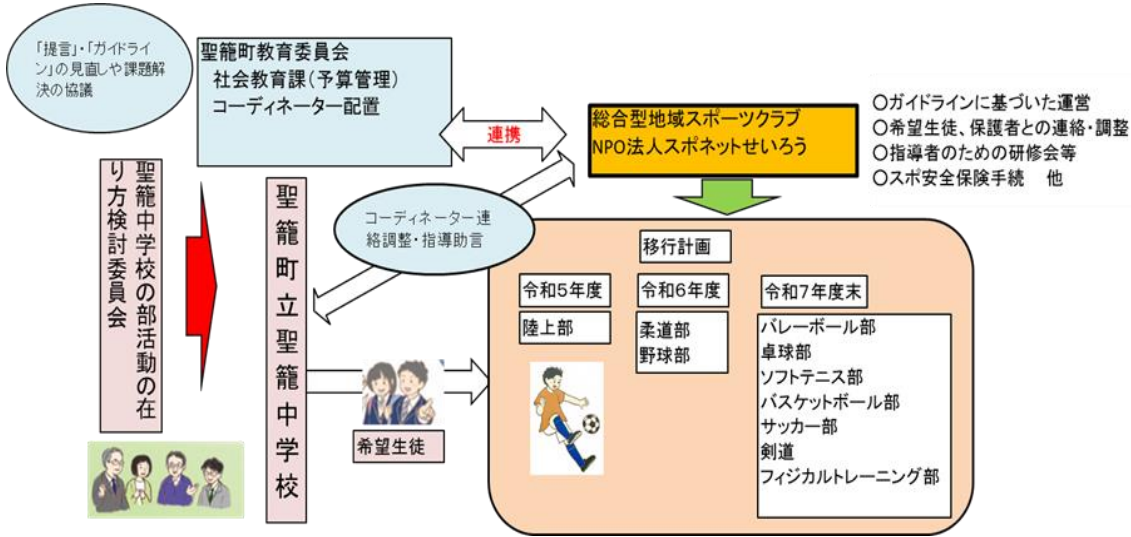 「提言」・「ガイドライ
ン」の見直しや課題解
決の協議
聖籠町教育委員会
社会教育課(予算管理)
コーディネーター配置
連携
総合型地域スポーツクラブ
NPO法人スポネットせいろう
○ガイドラインに基づいた運営
○希望生徒、保護者との連絡・調整
○指導者のための研修会等
○スポ安全保険手続　他
聖籠中学校の部活動の在
り方検討委員会
聖籠町立聖籠中学校
コーディネーター連
絡調整・指導助言
希望生徒
移行計画
令和5年度
陸上部
令和6年度
柔道部
野球部
令和7年度末
バレーボール部
卓球部
ソフトテニス部
バスケットボール部
サッカー部
剣道
フィジカルトレーニング部